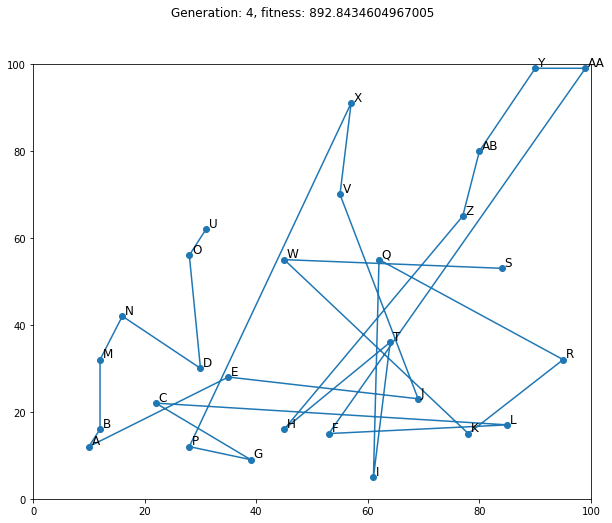 Generation: 4, fitness: 892.8434604967005
100
Y
AA
X
80
AB
V
Z
U
60
O
W
Q
S
N
40
T
M
R
D
E
J
20
C
L
B
H
F
K
A
P
G
I
0
0
20
40
60
80
100